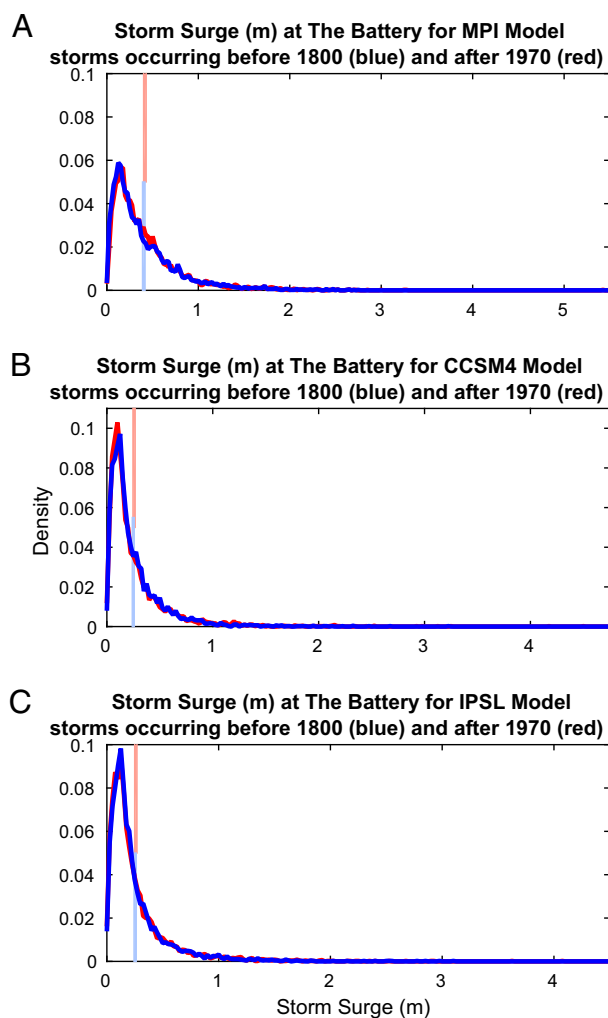 A
Storm Surge (m) at The Battery for MPI Model
storms occurring before 1800 (blue) and after 1970 (red)
0.1
0.08
0.06
0.04
0.02
0
0 1 2 3 4 5
B
Storm Surge (m) at The Battery for CCSM4 Model
storms occurring before 1800 (blue) and after 1970 (red)
0.1
0.08
0.06
0.04
0.02
0
Density
0 1 2 3 4
C
Storm Surge (m) at The Battery for IPSL Model
storms occurring before 1800 (blue) and after 1970 (red)
0.1
0.08
0.06
0.04
0.02
0
0 1 2 3 4
Storm Surge (m)